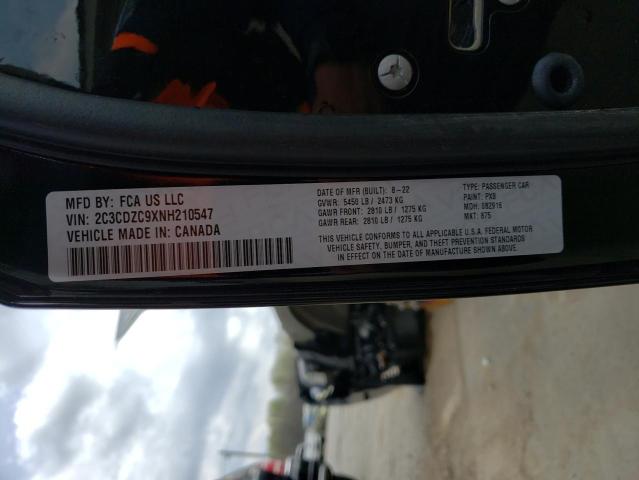 MFD BY: FCA US LLC
VIN: 2C3CDZC9XNH210547
VEHICLE MADE IN: CANADA
DATE OF MFR (BUILT): 8-22
GVWR: 5450 LB / 2473 KG
GAWR FRONT: 2810 LB / 1275 KG
GAWR REAR: 2810 LB / 1275 KG
TYPE: PASSENGER CAR
PAINT: PX8
MDH: 082916
MKT: 875
THIS VEHICLE CONFORMS TO ALL APPLICABLE U.S.A. FEDERAL MOTOR
VEHICLE SAFETY, BUMPER, AND THEFT PREVENTION STANDARDS
IN EFFECT ON THE DATE OF MANUFACTURE SHOWN ABOVE.